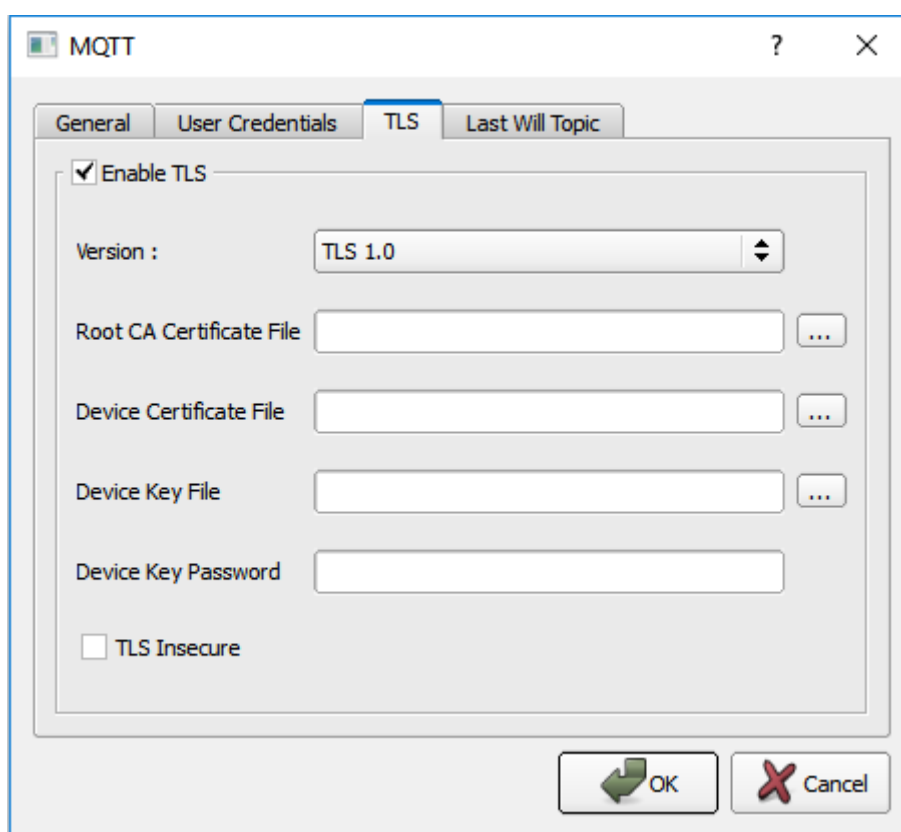 MQTT ?
General User Credentials TLS Last Will Topic
Enable TLS
Version : TLS 1.0
Root CA Certificate File ...
Device Certificate File ...
Device Key File ...
Device Key Password
TLS Insecure
OK Cancel